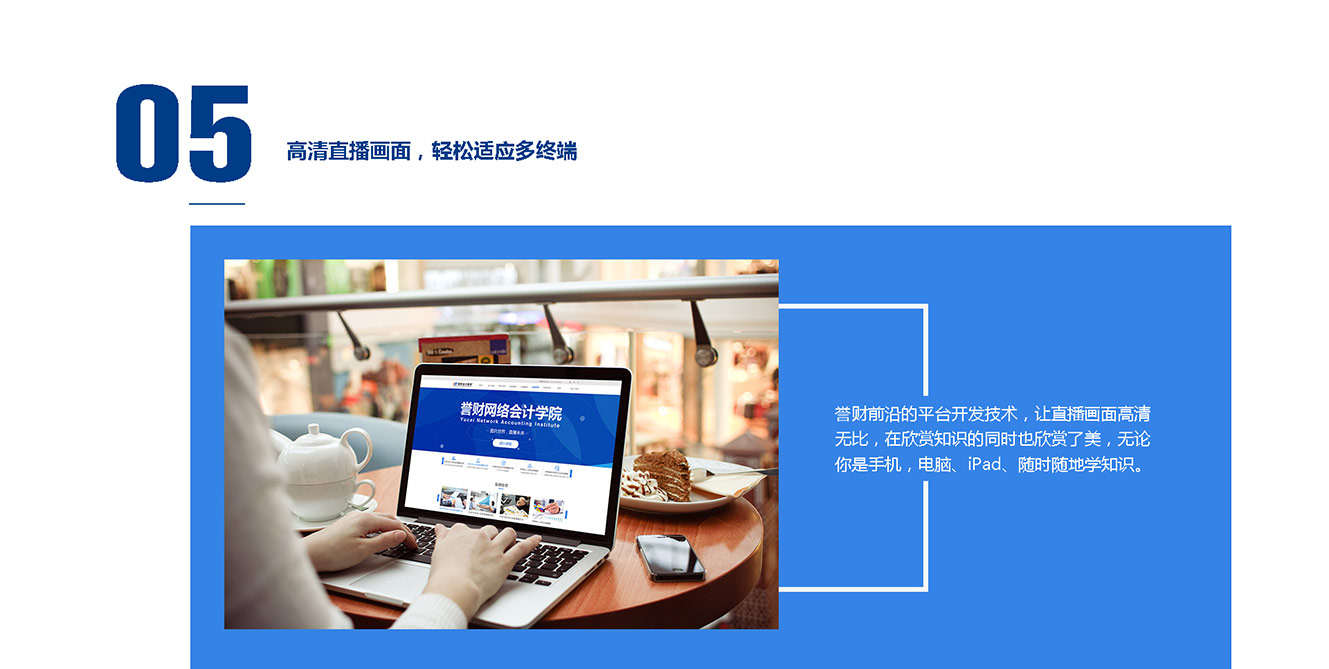 05
高清直播画面，轻松适应多终端
誉财网络会计学院
Yucai Network Accounting Institute
誉财前沿的平台开发技术，让直播画面高清
无比，在欣赏知识的同时也欣赏了美，无论
你是手机，电脑、iPad、随时随地学知识。